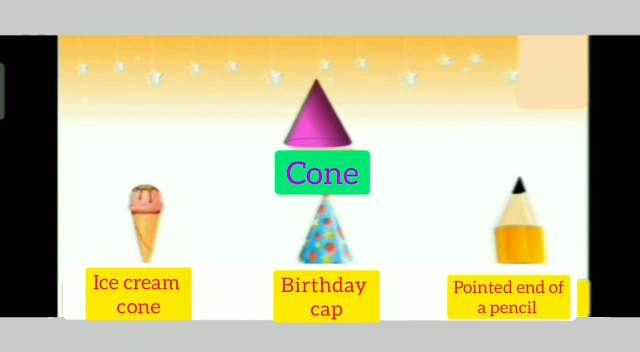 Cone
Ice cream
cone
Birthday
cap
Pointed end of
a pencil